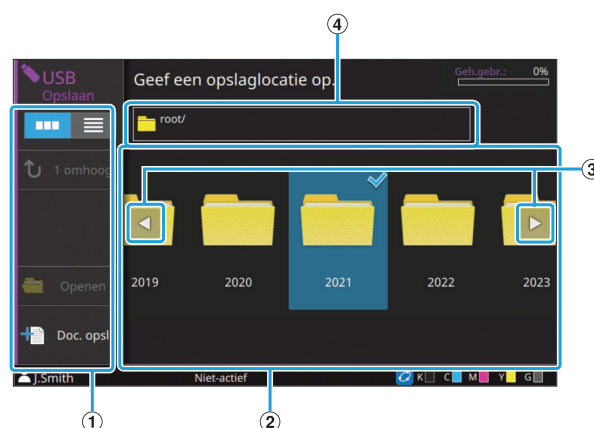 ④
USB
Opslaan
Geef een opslaglocatie op.
Geh.gebr.: 0%
root/
1 omhoog
③
2019 2020 2021 2022 2023
Openen
Doc. opsl
J.Smith Niet-actief K C M Y G
① ②